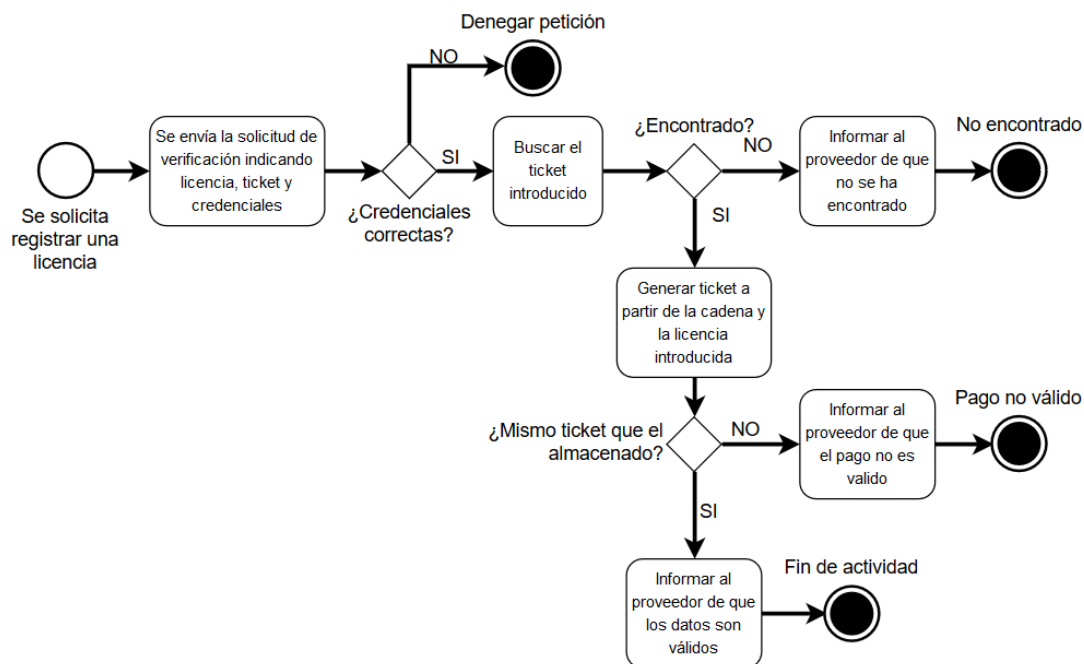 Denegar petición
NO
Se envía la solicitud de
verificación indicando
licencia, ticket y
credenciales
SI
Buscar el
ticket
introducido
¿Encontrado?
NO
Informar al
proveedor de que
no se ha
encontrado
No encontrado
Se solicita
registrar una
licencia
¿Credenciales
correctas?
SI
Generar ticket a
partir de la cadena y
la licencia
introducida
¿Mismo ticket que el
almacenado?
NO
Informar al
proveedor de que
el pago no es
valido
Pago no válido
SI
Informar al
proveedor de que
los datos son
válidos
Fin de actividad